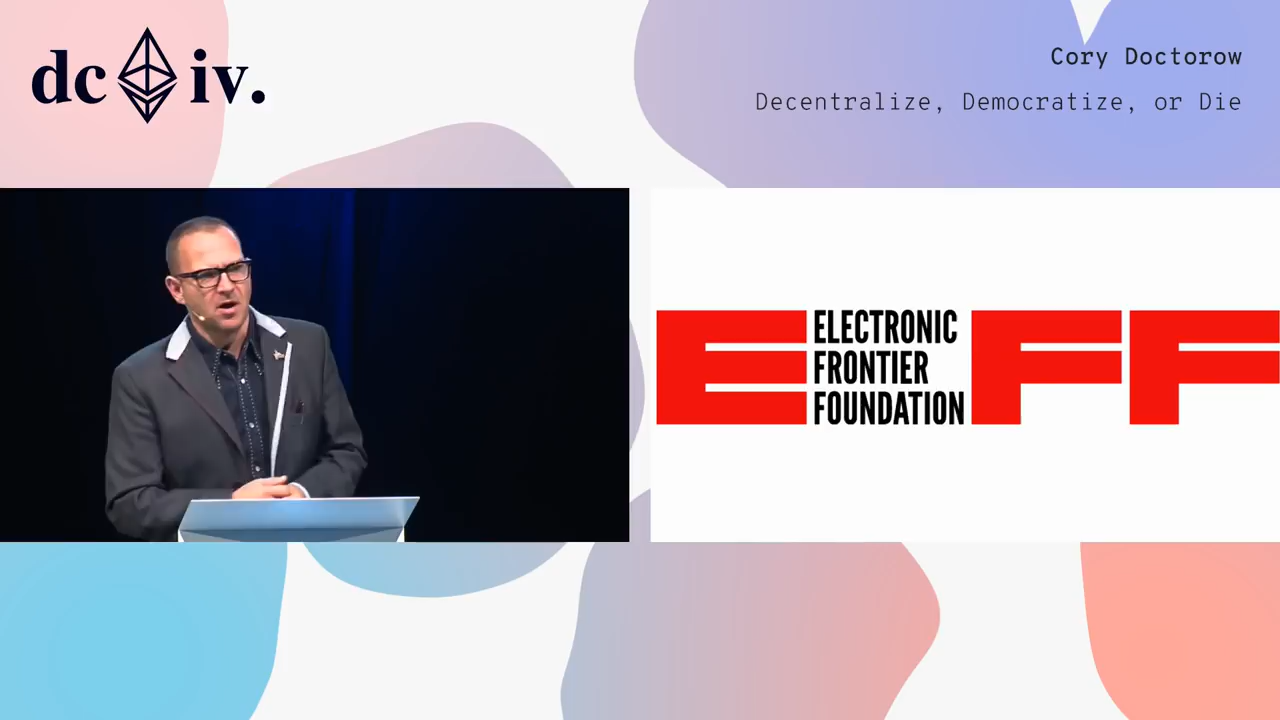 dc iv.
Cory Doctorow
Decentralize, Democratize, or Die
EFF
ELECTRONIC
FRONTIER
FOUNDATION